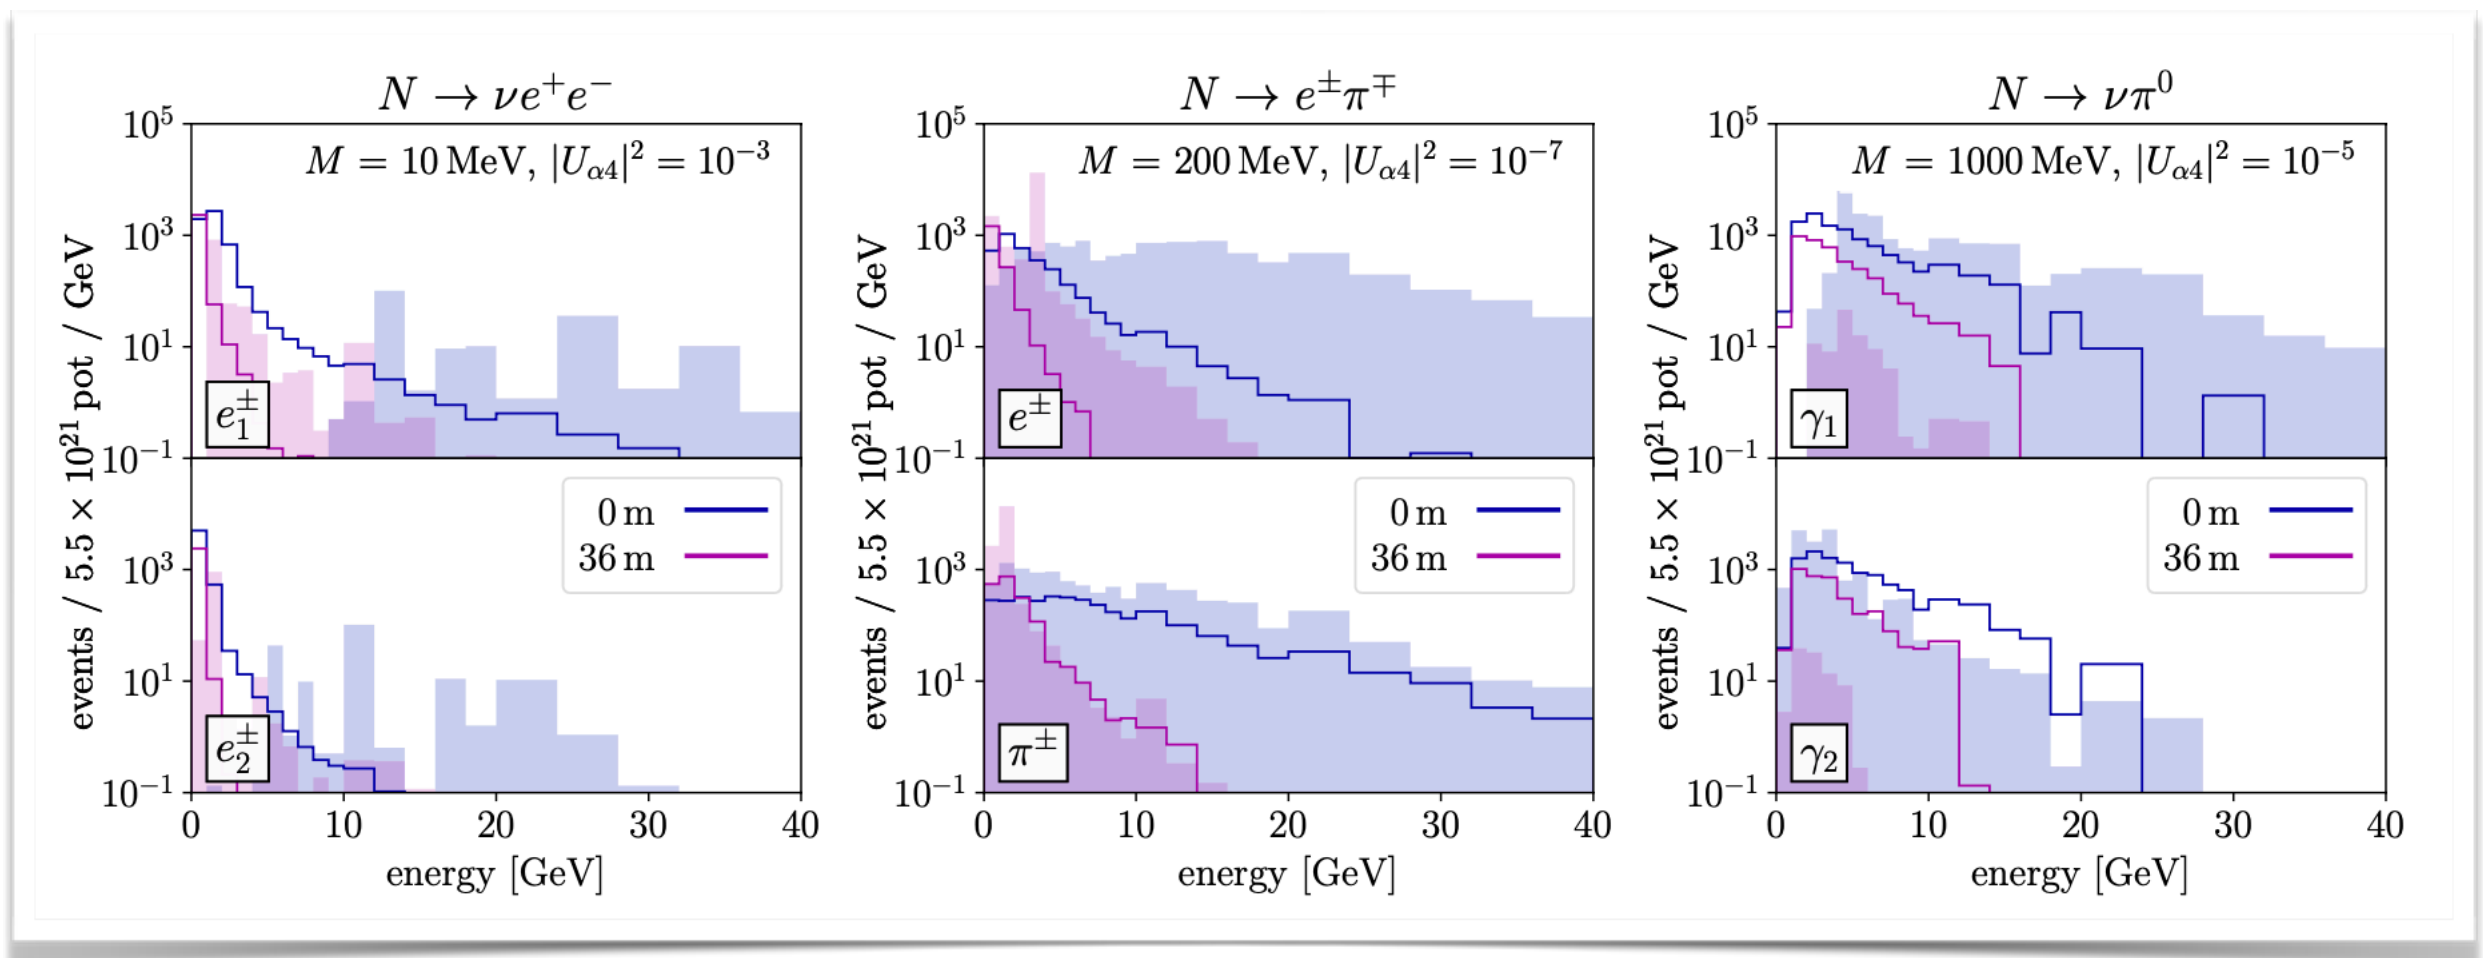 N → νe⁺e⁻
10⁵
M = 10 MeV, |U_α4|² = 10⁻³
10³
10¹
e₁^±
10⁻¹
0 m
36 m
10³
10¹
e₂^±
10⁻¹
0 10 20 30 40
energy [GeV]
events / 5.5 × 10²¹ pot / GeV
N → e^±π^∓
10⁵
M = 200 MeV, |U_α4|² = 10⁻⁷
10³
10¹
e^±
10⁻¹
0 m
36 m
10³
10¹
π^±
10⁻¹
0 10 20 30 40
energy [GeV]
events / 5.5 × 10²¹ pot / GeV
N → νπ⁰
10⁵
M = 1000 MeV, |U_α4|² = 10⁻⁵
10³
10¹
γ₁
10⁻¹
0 m
36 m
10³
10¹
γ₂
10⁻¹
0 10 20 30 40
energy [GeV]
events / 5.5 × 10²¹ pot / GeV